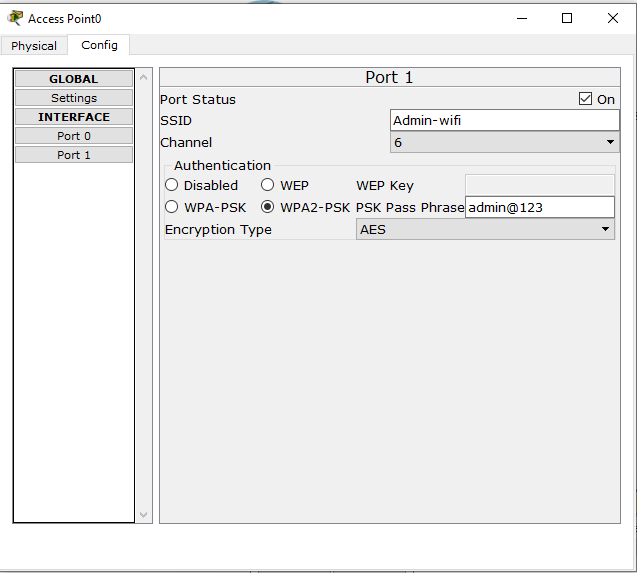 Access Point0
Physical Config
GLOBAL
Settings
INTERFACE
Port 0
Port 1
Port 1
Port Status On
SSID Admin-wifi
Channel 6
Authentication
Disabled WEP WEP Key
WPA-PSK WPA2-PSK PSK Pass Phrase admin@123
Encryption Type AES